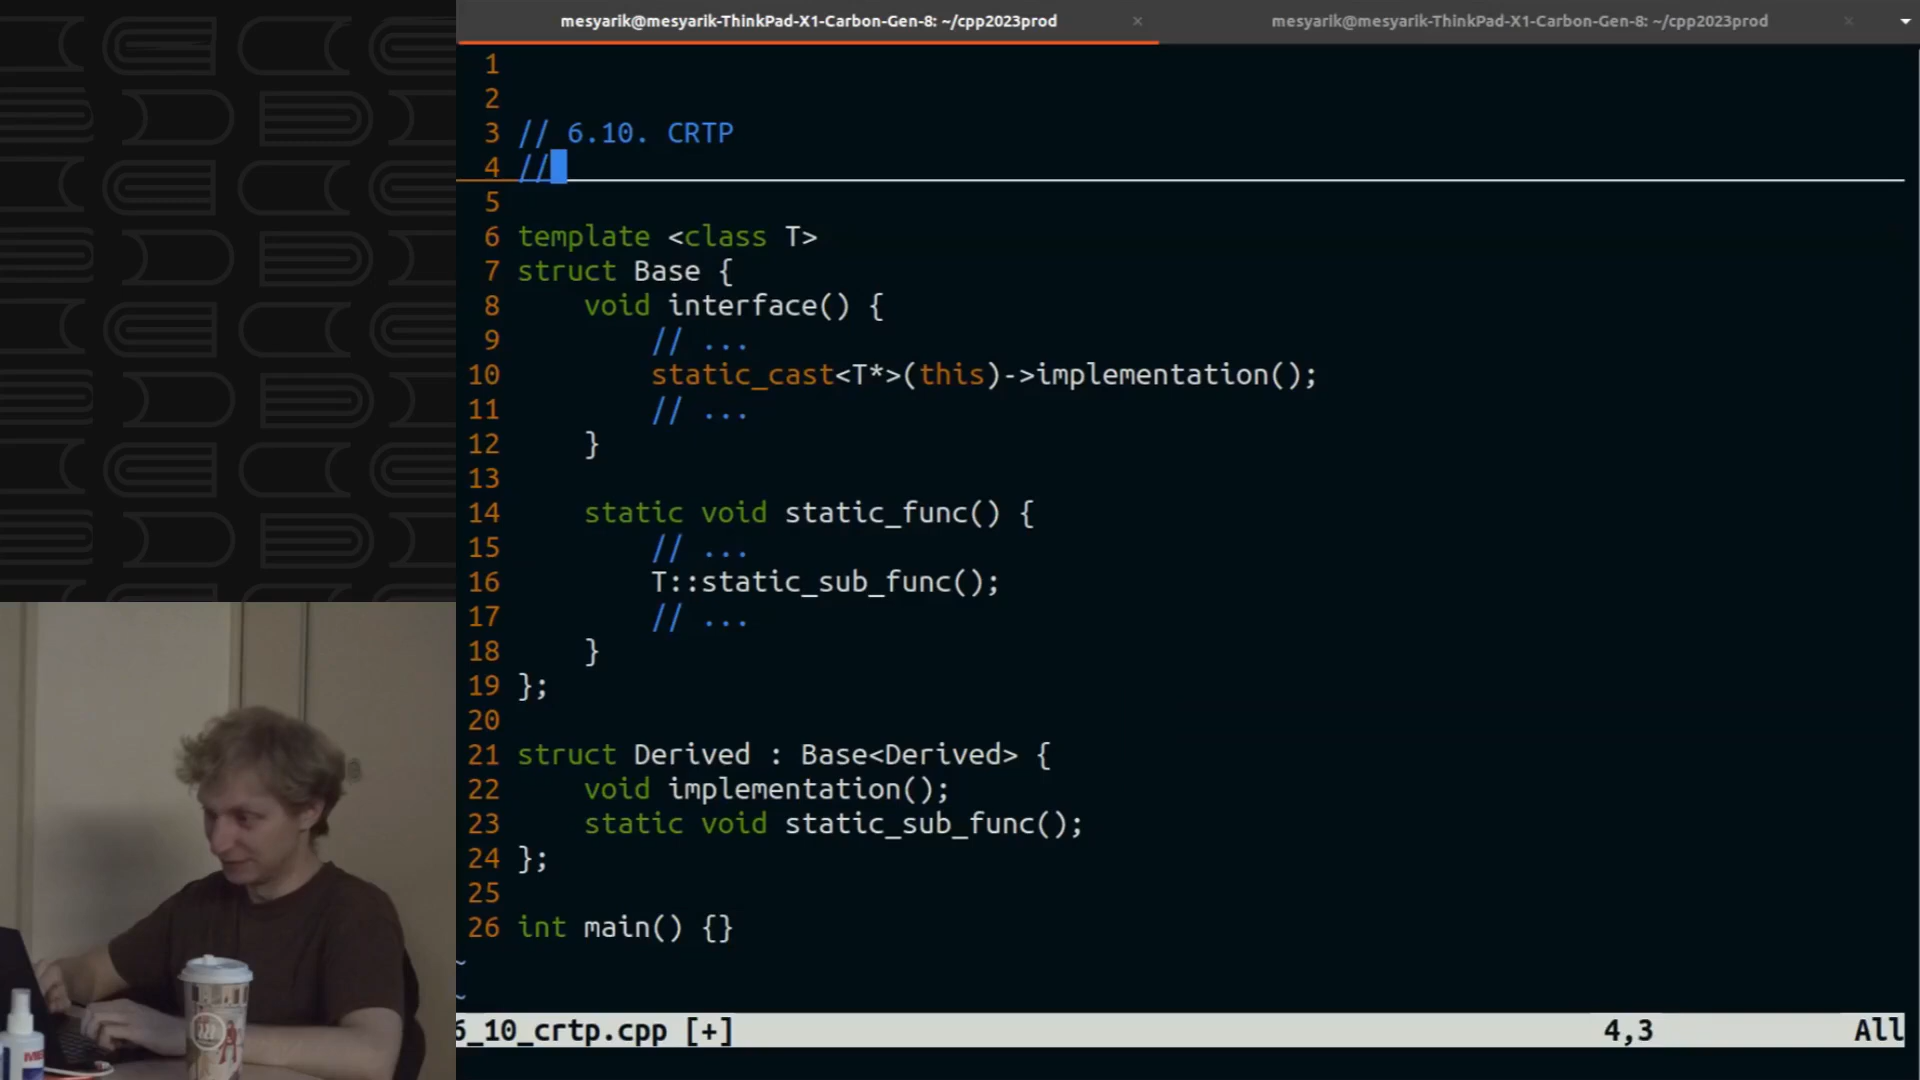 mesyarik@mesyarik-ThinkPad-X1-Carbon-Gen-8: ~/cpp2023prod × mesyarik@mesyarik-ThinkPad-X1-Carbon-Gen-8: ~/cpp2023prod ×
1
2
3 // 6.10. CRTP
4 //
5
6 template <class T>
7 struct Base {
8     void interface() {
9         // ...
10         static_cast<T*>(this)->implementation();
11         // ...
12     }
13
14     static void static_func() {
15         // ...
16         T::static_sub_func();
17         // ...
18     }
19 };
20
21 struct Derived : Base<Derived> {
22     void implementation();
23     static void static_sub_func();
24 };
25
26 int main() {}
~
~
6_10_crtp.cpp [+] 4,3 All